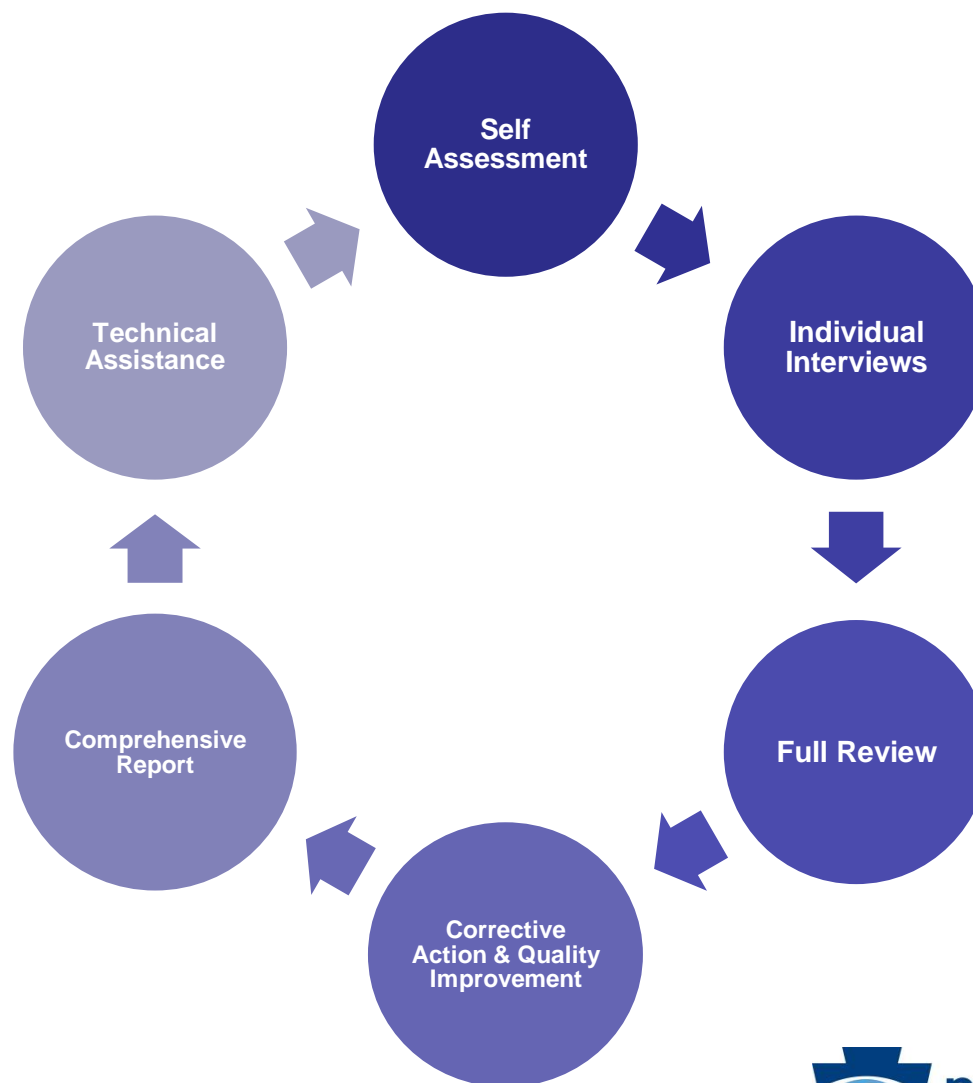 Self
Assessment
Individual
Interviews
Full Review
Corrective
Action & Quality
Improvement
Comprehensive
Report
Technical
Assistance